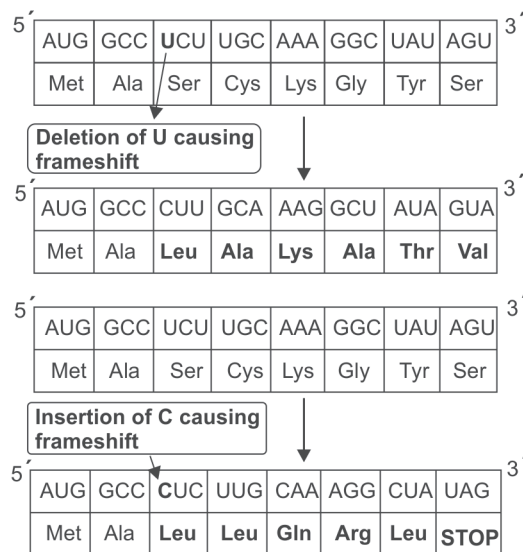 5´ 3´
AUG GCC UCU UGC AAA GGC UAU AGU
Met Ala Ser Cys Lys Gly Tyr Ser
Deletion of U causing
frameshift
5´ 3´
AUG GCC CUU GCA AAG GCU AUA GUA
Met Ala Leu Ala Lys Ala Thr Val
5´ 3´
AUG GCC UCU UGC AAA GGC UAU AGU
Met Ala Ser Cys Lys Gly Tyr Ser
Insertion of C causing
frameshift
5´ 3´
AUG GCC CUC UUG CAA AGG CUA UAG
Met Ala Leu Leu Gln Arg Leu STOP